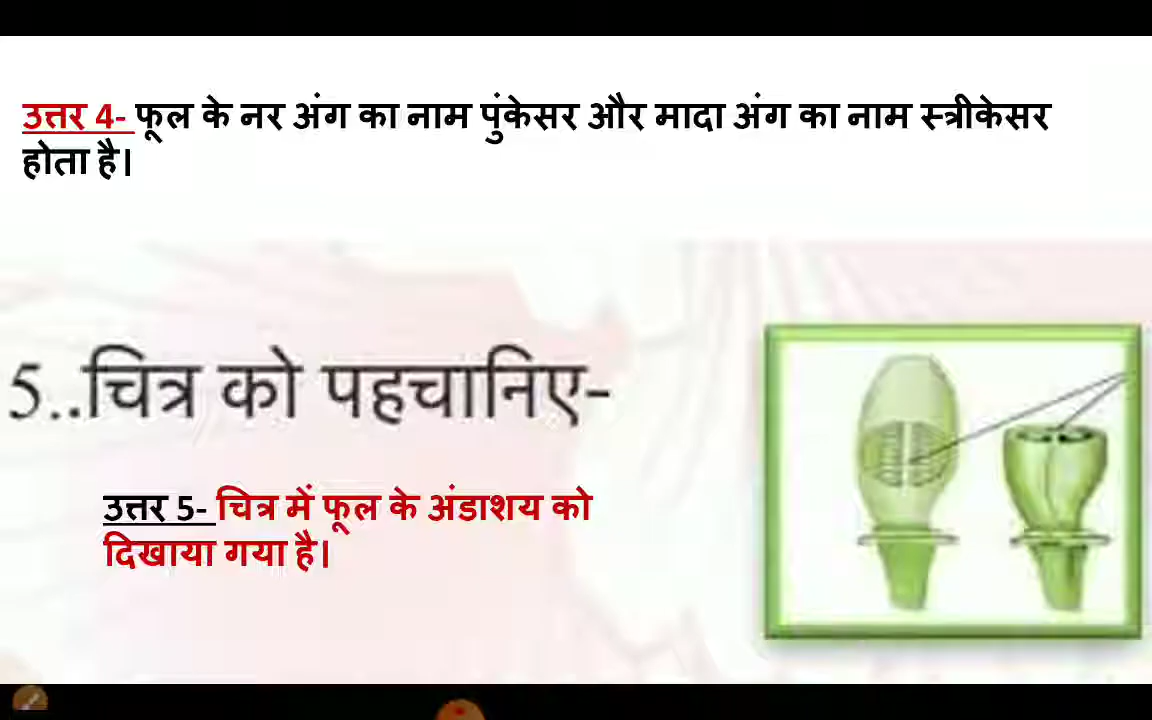 उत्तर 4- फूल के नर अंग का नाम पुंकेसर और मादा अंग का नाम स्त्रीकेसर
होता है।
5..चित्र को पहचानिए-
उत्तर 5- चित्र में फूल के अंडाशय को
दिखाया गया है।